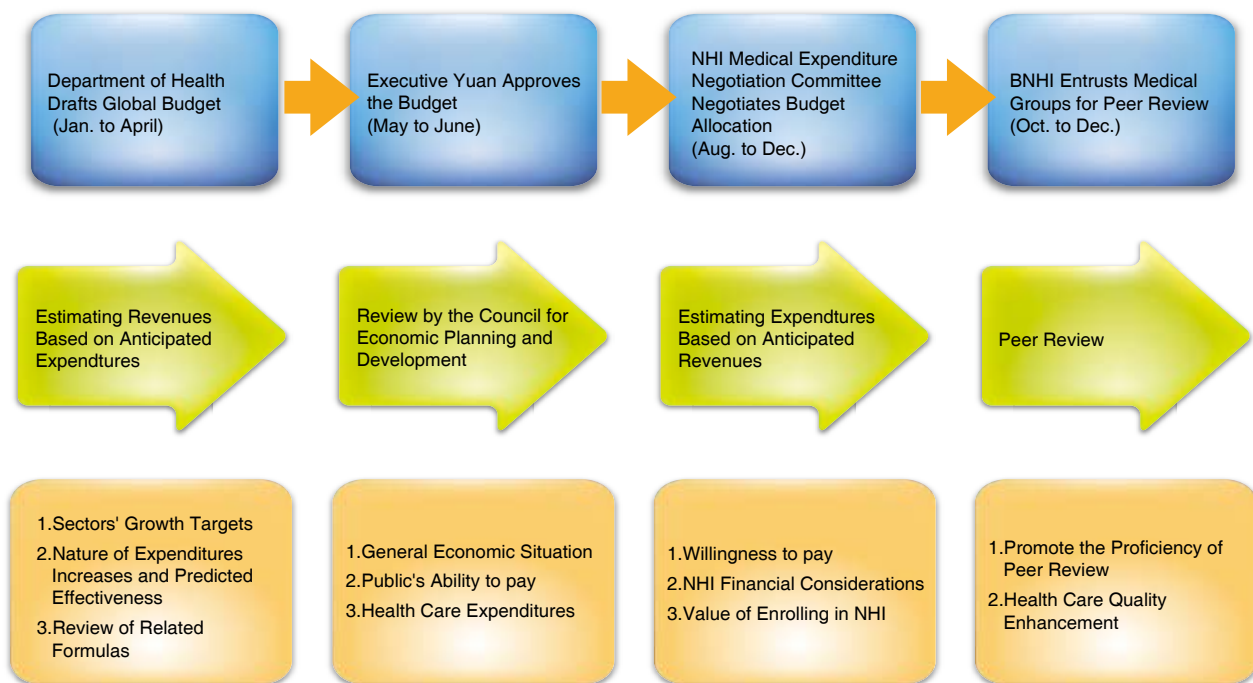 Department of Health
Drafts Global Budget
(Jan. to April)
Executive Yuan Approves
the Budget
(May to June)
NHI Medical Expenditure
Negotiation Committee
Negotiates Budget
Allocation
(Aug. to Dec.)
BNHI Entrusts Medical
Groups for Peer Review
(Oct. to Dec.)
Estimating Revenues
Based on Anticipated
Expenditures
Review by the Council for
Economic Planning and
Development
Estimating Expenditures
Based on Anticipated
Revenues
Peer Review
1.Sectors' Growth Targets
2.Nature of Expenditures
Increases and Predicted
Effectiveness
3.Review of Related
Formulas
1.General Economic Situation
2.Public's Ability to pay
3.Health Care Expenditures
1.Willingness to pay
2.NHI Financial Considerations
3.Value of Enrolling in NHI
1.Promote the Proficiency of
Peer Review
2.Health Care Quality
Enhancement